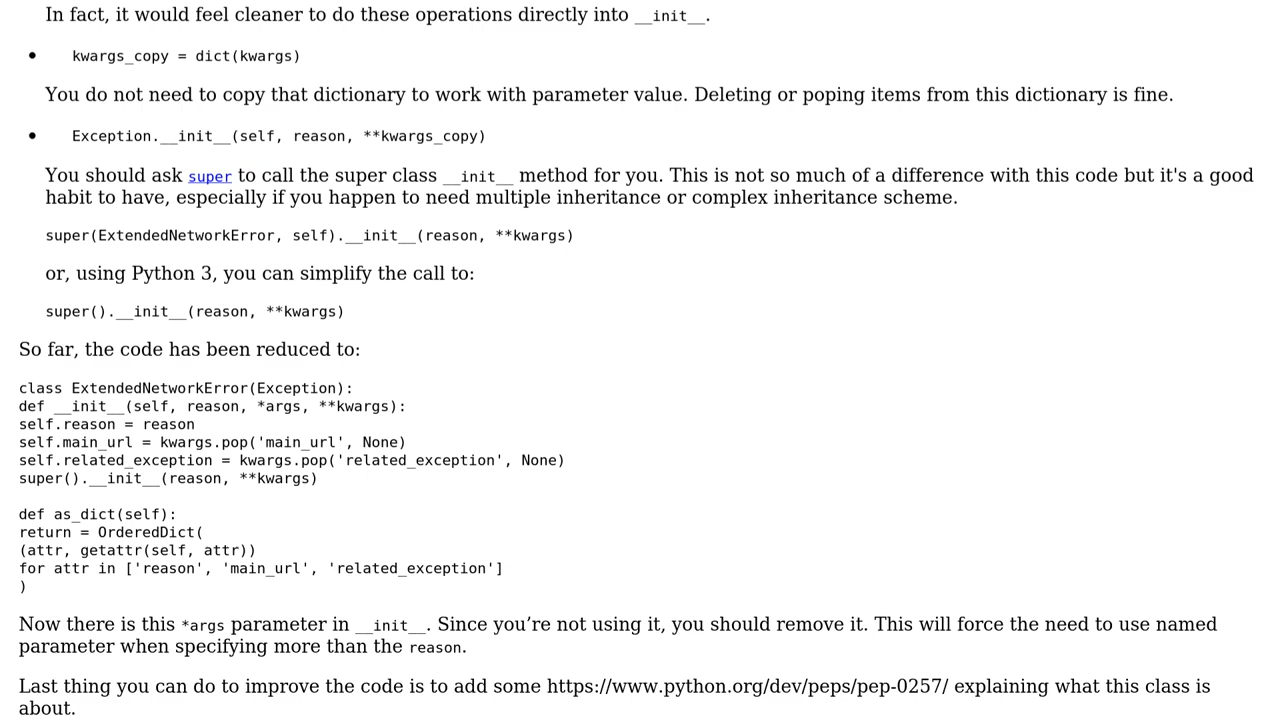 In fact, it would feel cleaner to do these operations directly into __init__.
kwargs_copy = dict(kwargs)
You do not need to copy that dictionary to work with parameter value. Deleting or poping items from this dictionary is fine.
Exception.__init__(self, reason, **kwargs_copy)
You should ask super to call the super class __init__ method for you. This is not so much of a difference with this code but it's a good
habit to have, especially if you happen to need multiple inheritance or complex inheritance scheme.
super(ExtendedNetworkError, self).__init__(reason, **kwargs)
or, using Python 3, you can simplify the call to:
super().__init__(reason, **kwargs)
So far, the code has been reduced to:
class ExtendedNetworkError(Exception):
def __init__(self, reason, *args, **kwargs):
self.reason = reason
self.main_url = kwargs.pop('main_url', None)
self.related_exception = kwargs.pop('related_exception', None)
super().__init__(reason, **kwargs)
def as_dict(self):
return = OrderedDict(
(attr, getattr(self, attr))
for attr in ['reason', 'main_url', 'related_exception']
)
Now there is this *args parameter in __init__. Since you’re not using it, you should remove it. This will force the need to use named
parameter when specifying more than the reason.
Last thing you can do to improve the code is to add some https://www.python.org/dev/peps/pep-0257/ explaining what this class is
about.